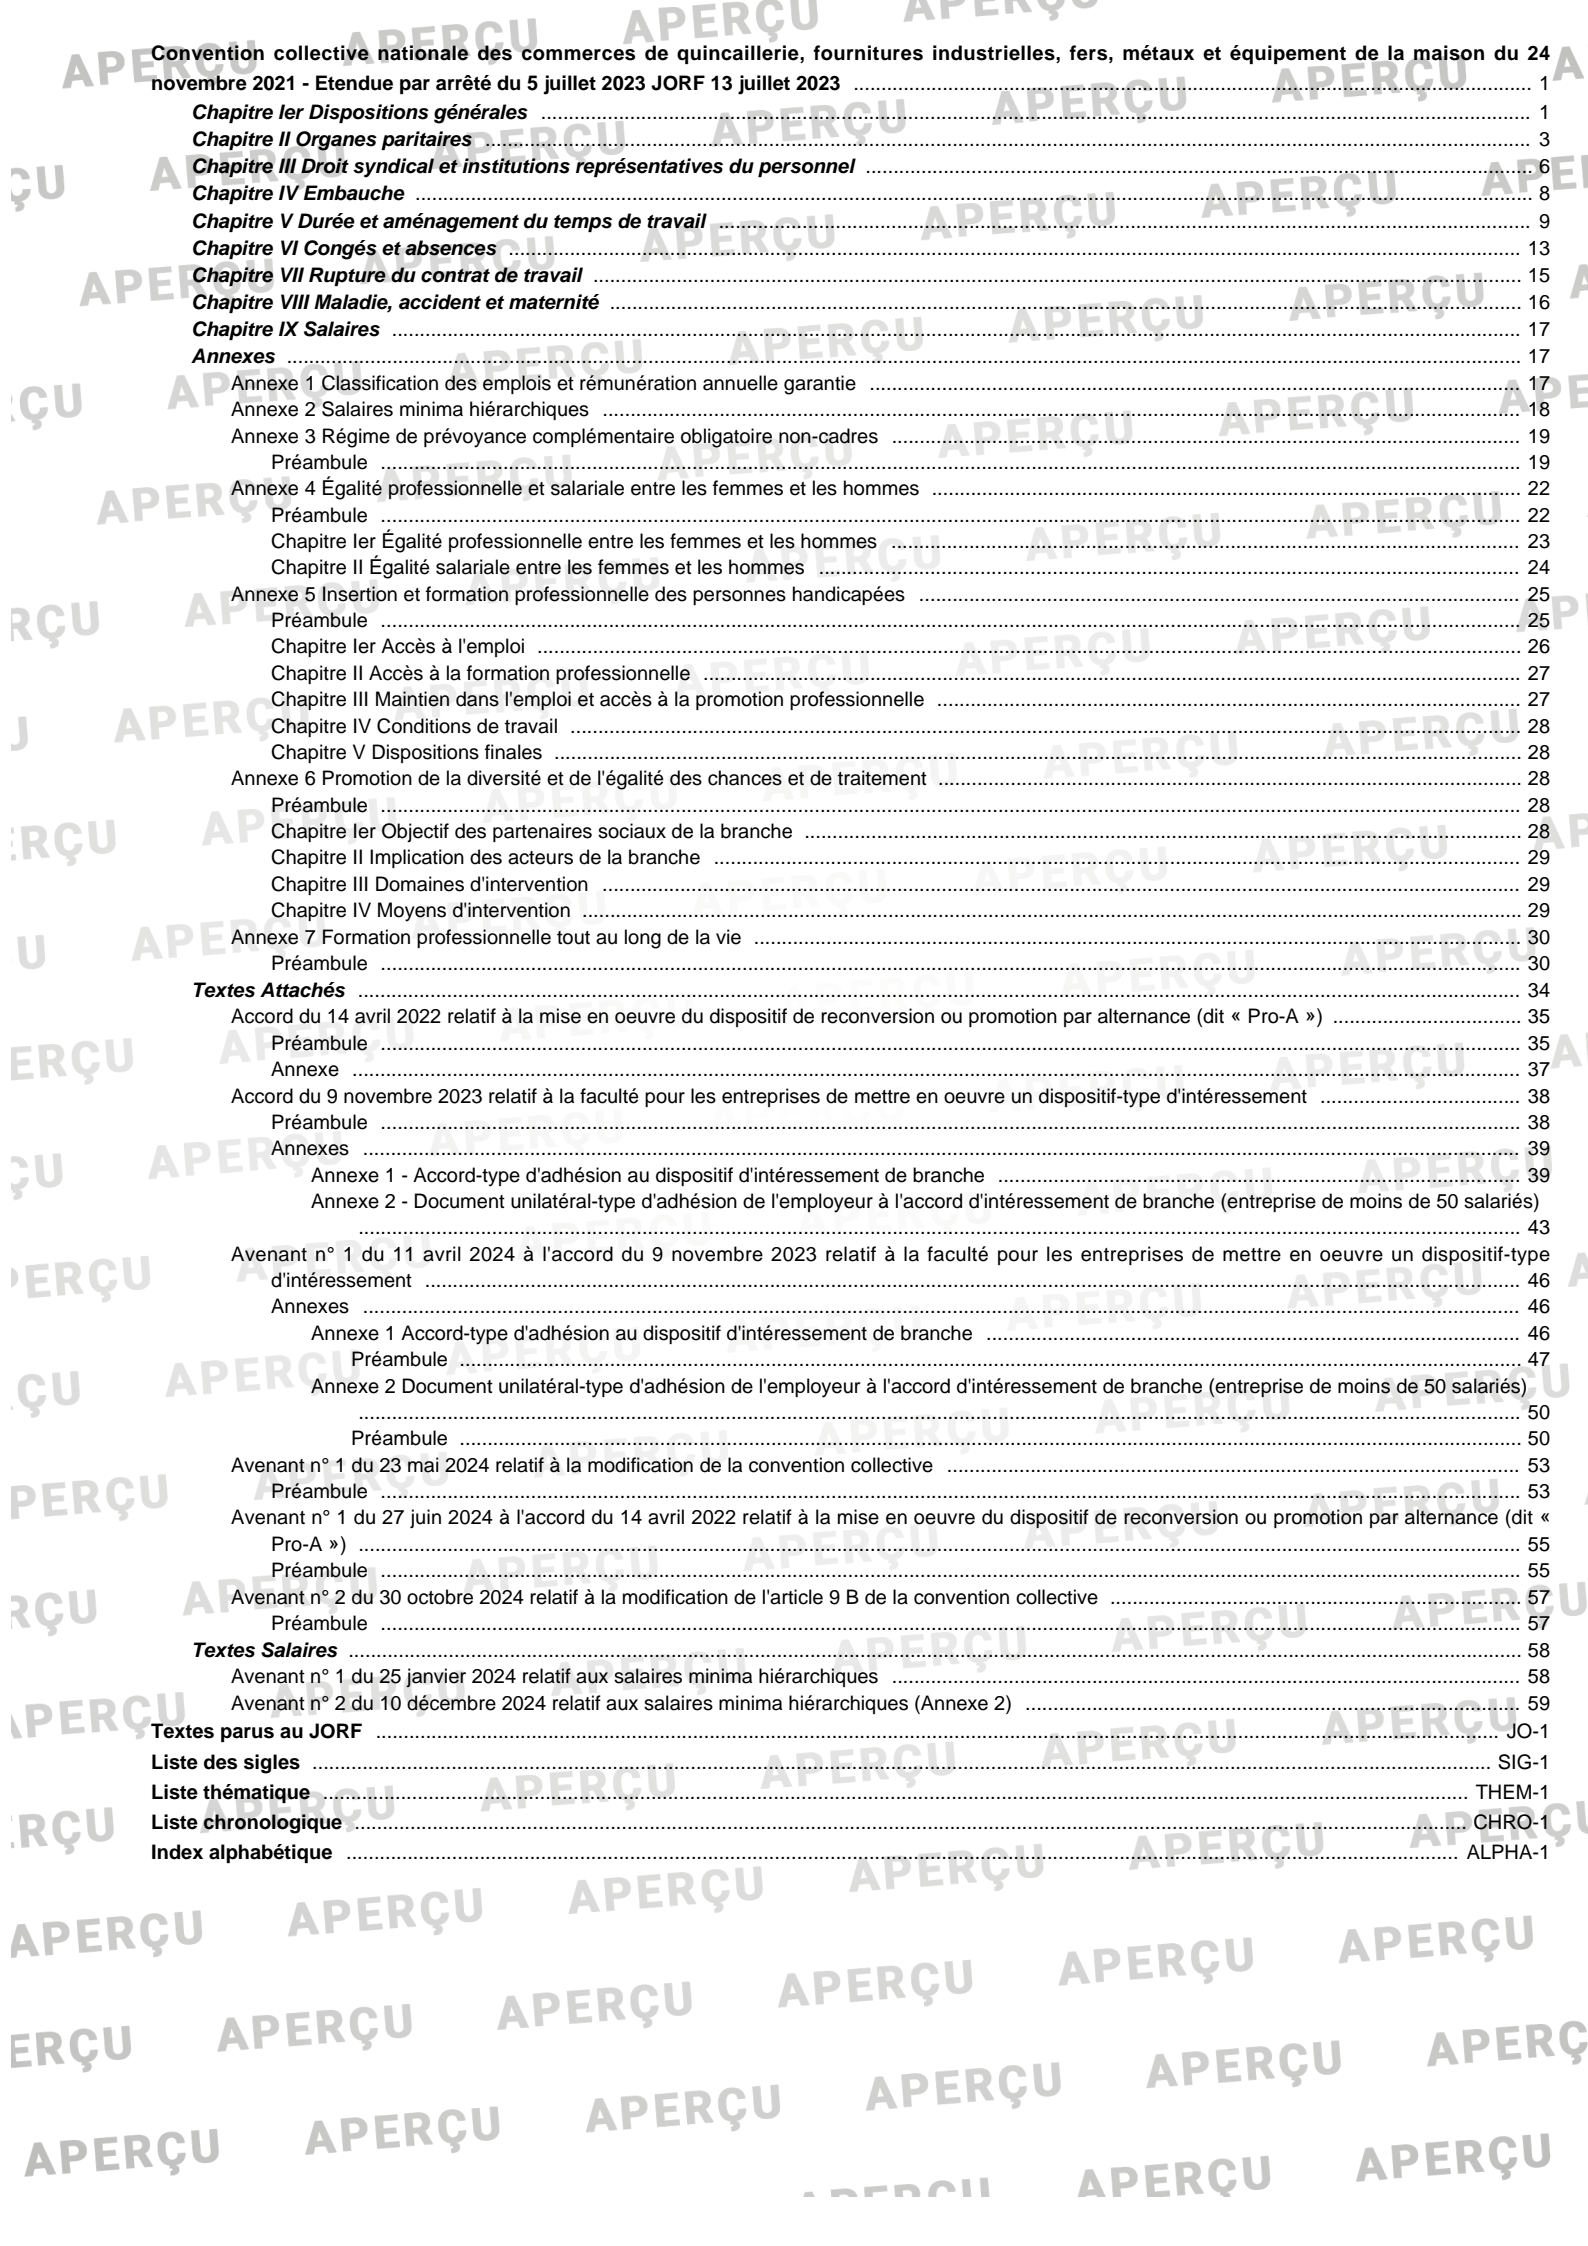 Convention collective nationale des commerces de quincaillerie, fournitures industrielles, fers, métaux et équipement de la maison du 24
novembre 2021 - Etendue par arrêté du 5 juillet 2023 JORF 13 juillet 2023 1
Chapitre Ier Dispositions générales 1
Chapitre II Organes paritaires 3
Chapitre III Droit syndical et institutions représentatives du personnel 6
Chapitre IV Embauche 8
Chapitre V Durée et aménagement du temps de travail 9
Chapitre VI Congés et absences 13
Chapitre VII Rupture du contrat de travail 15
Chapitre VIII Maladie, accident et maternité 16
Chapitre IX Salaires 17
Annexes 17
Annexe 1 Classification des emplois et rémunération annuelle garantie 17
Annexe 2 Salaires minima hiérarchiques 18
Annexe 3 Régime de prévoyance complémentaire obligatoire non-cadres 19
Préambule 19
Annexe 4 Égalité professionnelle et salariale entre les femmes et les hommes 22
Préambule 22
Chapitre Ier Égalité professionnelle entre les femmes et les hommes 23
Chapitre II Égalité salariale entre les femmes et les hommes 24
Annexe 5 Insertion et formation professionnelle des personnes handicapées 25
Préambule 25
Chapitre Ier Accès à l'emploi 26
Chapitre II Accès à la formation professionnelle 27
Chapitre III Maintien dans l'emploi et accès à la promotion professionnelle 27
Chapitre IV Conditions de travail 28
Chapitre V Dispositions finales 28
Annexe 6 Promotion de la diversité et de l'égalité des chances et de traitement 28
Préambule 28
Chapitre Ier Objectif des partenaires sociaux de la branche 28
Chapitre II Implication des acteurs de la branche 29
Chapitre III Domaines d'intervention 29
Chapitre IV Moyens d'intervention 29
Annexe 7 Formation professionnelle tout au long de la vie 30
Préambule 30
Textes Attachés 34
Accord du 14 avril 2022 relatif à la mise en oeuvre du dispositif de reconversion ou promotion par alternance (dit « Pro-A ») 35
Préambule 35
Annexe 37
Accord du 9 novembre 2023 relatif à la faculté pour les entreprises de mettre en oeuvre un dispositif-type d'intéressement 38
Préambule 38
Annexes 39
Annexe 1 - Accord-type d'adhésion au dispositif d'intéressement de branche 39
Annexe 2 - Document unilatéral-type d'adhésion de l'employeur à l'accord d'intéressement de branche (entreprise de moins de 50 salariés)
43
Avenant n° 1 du 11 avril 2024 à l'accord du 9 novembre 2023 relatif à la faculté pour les entreprises de mettre en oeuvre un dispositif-type
d'intéressement 46
Annexes 46
Annexe 1 Accord-type d'adhésion au dispositif d'intéressement de branche 46
Préambule 47
Annexe 2 Document unilatéral-type d'adhésion de l'employeur à l'accord d'intéressement de branche (entreprise de moins de 50 salariés)
50
Préambule 50
Avenant n° 1 du 23 mai 2024 relatif à la modification de la convention collective 53
Préambule 53
Avenant n° 1 du 27 juin 2024 à l'accord du 14 avril 2022 relatif à la mise en oeuvre du dispositif de reconversion ou promotion par alternance (dit «
Pro-A ») 55
Préambule 55
Avenant n° 2 du 30 octobre 2024 relatif à la modification de l'article 9 B de la convention collective 57
Préambule 57
Textes Salaires 58
Avenant n° 1 du 25 janvier 2024 relatif aux salaires minima hiérarchiques 58
Avenant n° 2 du 10 décembre 2024 relatif aux salaires minima hiérarchiques (Annexe 2) 59
Textes parus au JORF JO-1
Liste des sigles SIG-1
Liste thématique THEM-1
Liste chronologique CHRO-1
Index alphabétique ALPHA-1